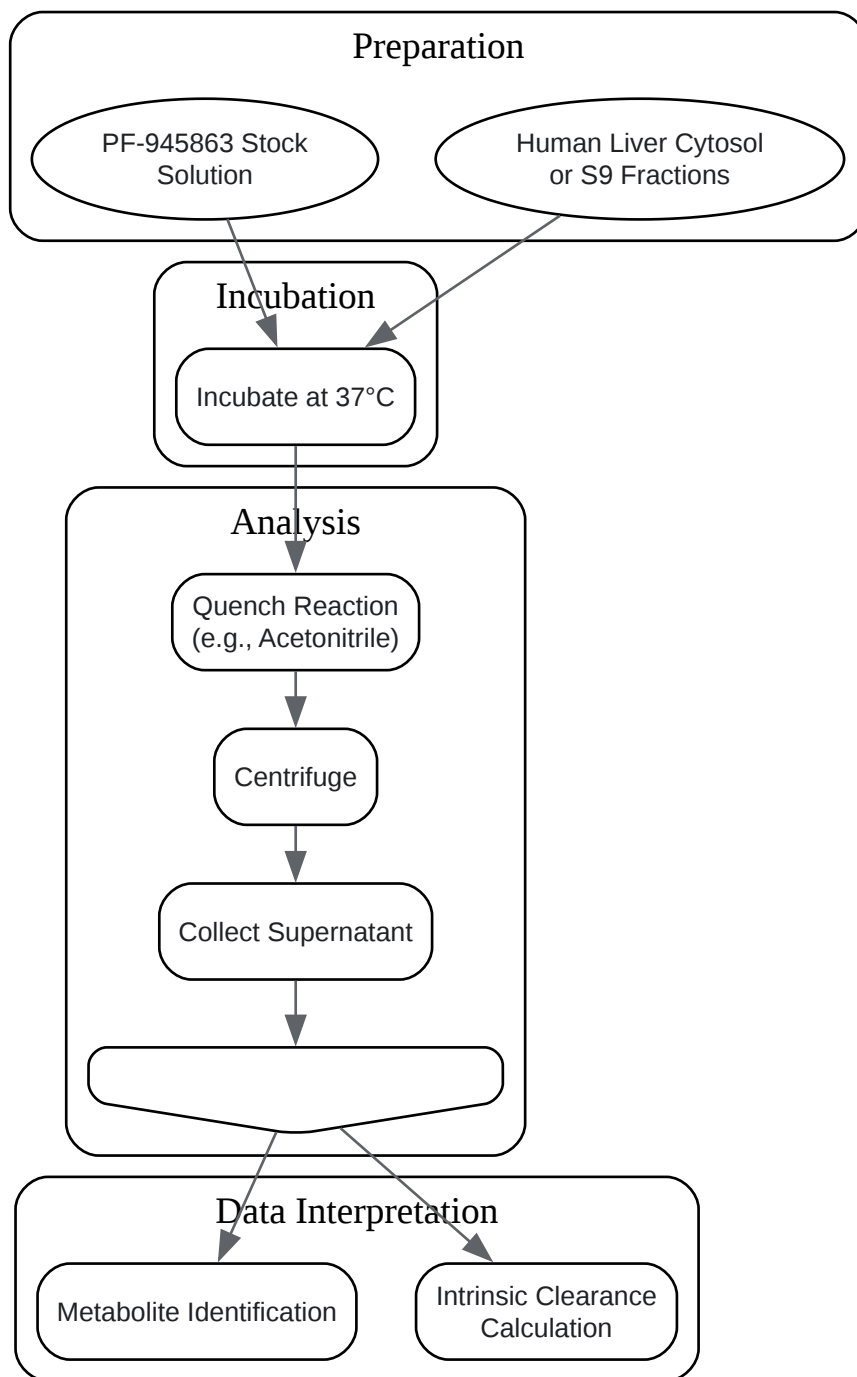 Preparation
PF-945863 Stock
Solution
Human Liver Cytosol
or S9 Fractions
Incubation
Incubate at 37°C
Analysis
Quench Reaction
(e.g., Acetonitrile)
Centrifuge
Collect Supernatant
Data Interpretation
Metabolite Identification
Intrinsic Clearance
Calculation